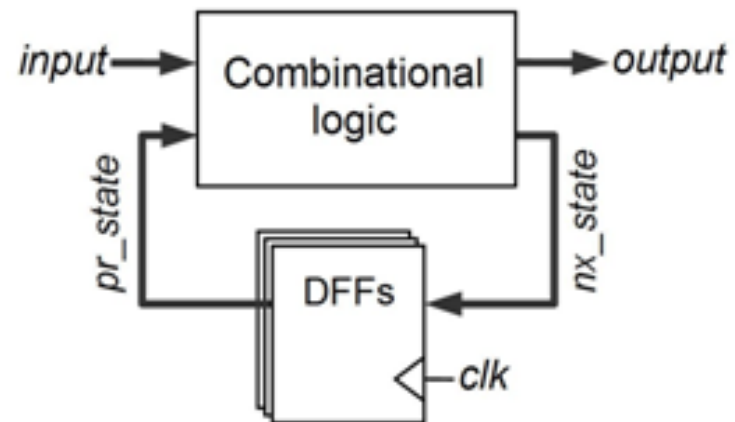 input
Combinational
logic
output
pr_state
nx_state
DFFs
clk